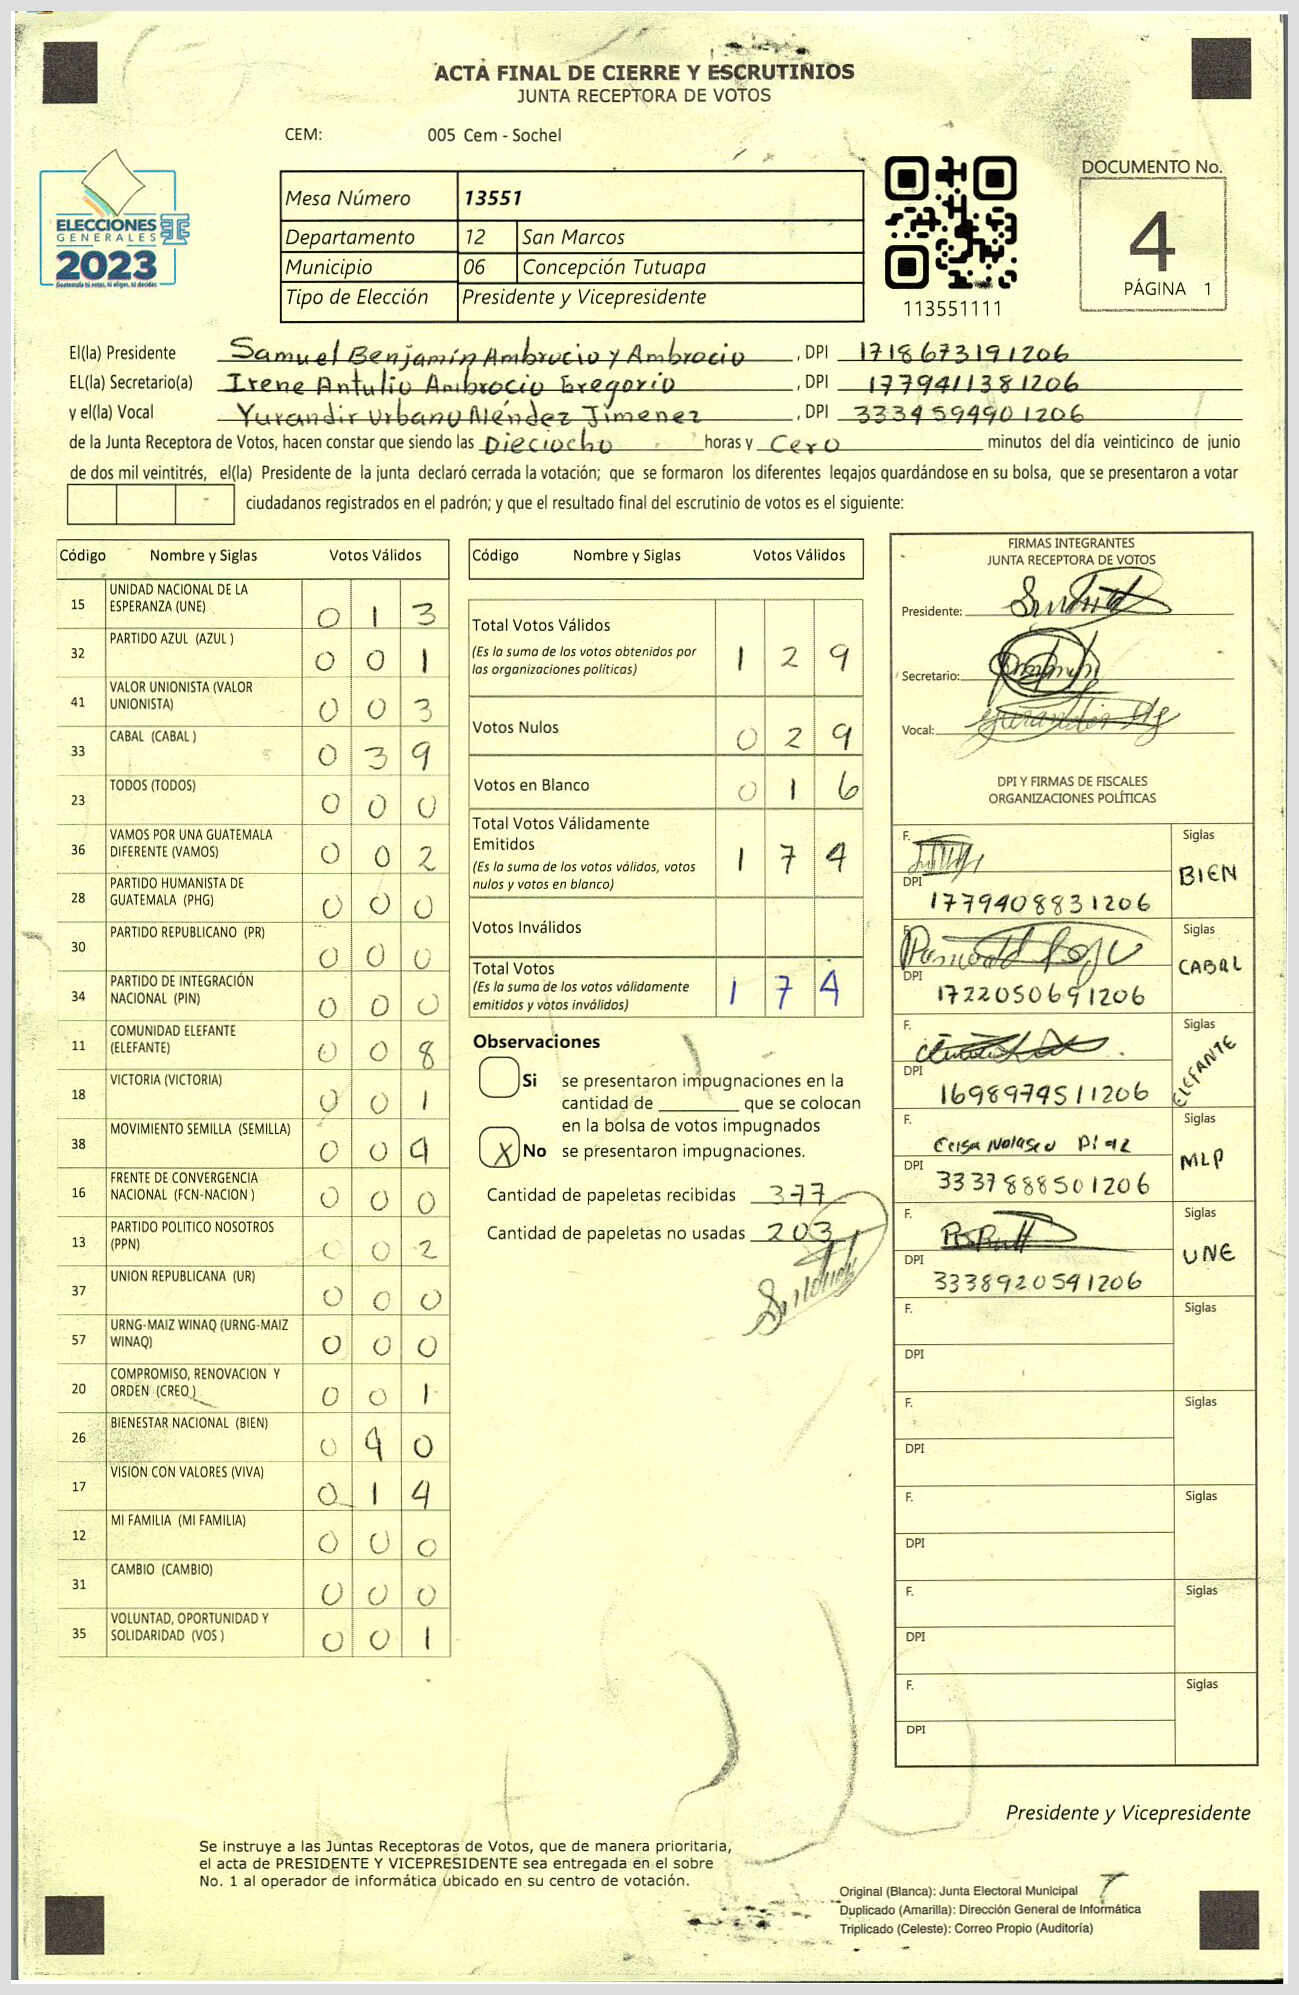 ACTA FINAL DE CIERRE Y ESCRUTINIOS
JUNTA RECEPTORA DE VOTOS
CEM: 005 Cem - Sochel
ELECCIONES
GENERALES
2023
Guatemala tú votas, tú eliges, tú decides
Mesa Número 13551
Departamento 12 San Marcos
Municipio 06 Concepción Tutuapa
Tipo de Elección Presidente y Vicepresidente
113551111
DOCUMENTO No.
4
PÁGINA 1
El(la) Presidente Samuel Benjamín Ambrocio y Ambrocio , DPI 1718673191206
EL(la) Secretario(a) Irene Antulio Ambrocio Gregorio , DPI 1779411381206
y el(la) Vocal Yurandir Urbano Méndez Jimenez , DPI 3334594901206
de la Junta Receptora de Votos, hacen constar que siendo las Dieciocho horas y Cero minutos del día veinticinco de junio
de dos mil veintitrés, el(la) Presidente de la junta declaró cerrada la votación; que se formaron los diferentes legajos quardándose en su bolsa, que se presentaron a votar
ciudadanos registrados en el padrón; y que el resultado final del escrutinio de votos es el siguiente:
Código Nombre y Siglas Votos Válidos
15 UNIDAD NACIONAL DE LA
ESPERANZA (UNE) 0 1 3
32 PARTIDO AZUL (AZUL ) 0 0 1
41 VALOR UNIONISTA (VALOR
UNIONISTA) 0 0 3
33 CABAL (CABAL ) 0 3 9
23 TODOS (TODOS) 0 0 0
36 VAMOS POR UNA GUATEMALA
DIFERENTE (VAMOS) 0 0 2
28 PARTIDO HUMANISTA DE
GUATEMALA (PHG) 0 0 0
30 PARTIDO REPUBLICANO (PR) 0 0 0
34 PARTIDO DE INTEGRACIÓN
NACIONAL (PIN) 0 0 0
11 COMUNIDAD ELEFANTE
(ELEFANTE) 0 0 8
18 VICTORIA (VICTORIA) 0 0 1
38 MOVIMIENTO SEMILLA (SEMILLA) 0 0 4
16 FRENTE DE CONVERGENCIA
NACIONAL (FCN-NACION ) 0 0 0
13 PARTIDO POLITICO NOSOTROS
(PPN) 0 0 2
37 UNION REPUBLICANA (UR) 0 0 0
57 URNG-MAIZ WINAQ (URNG-MAIZ
WINAQ) 0 0 0
20 COMPROMISO, RENOVACION Y
ORDEN (CREO ) 0 0 1
26 BIENESTAR NACIONAL (BIEN) 0 4 0
17 VISION CON VALORES (VIVA) 0 1 4
12 MI FAMILIA (MI FAMILIA) 0 0 0
31 CAMBIO (CAMBIO) 0 0 0
35 VOLUNTAD, OPORTUNIDAD Y
SOLIDARIDAD (VOS ) 0 0 1
Código Nombre y Siglas Votos Válidos
Total Votos Válidos 1 2 9
(Es la suma de los votos obtenidos por
las organizaciones políticas)
Votos Nulos 0 2 9
Votos en Blanco 0 1 6
Total Votos Válidamente
Emitidos 1 7 4
(Es la suma de los votos válidos, votos
nulos y votos en blanco)
Votos Inválidos
Total Votos 1 7 4
(Es la suma de los votos válidamente
emitidos y votos inválidos)
Observaciones
Si se presentaron impugnaciones en la
cantidad de ________ que se colocan
en la bolsa de votos impugnados
X No se presentaron impugnaciones.
Cantidad de papeletas recibidas 377
Cantidad de papeletas no usadas 203
FIRMAS INTEGRANTES
JUNTA RECEPTORA DE VOTOS
Presidente:
Secretario:
Vocal:
DPI Y FIRMAS DE FISCALES
ORGANIZACIONES POLÍTICAS
F. Siglas
BIEN
DPI 1779408831206
F. Siglas
CABAL
DPI 1722050691206
F. Siglas
ELEFANTE
DPI 1698974511206
F. Siglas
MLP
DPI 3337888501206
F. Siglas
UNE
DPI 3338920541206
F. Siglas
DPI
F. Siglas
DPI
F. Siglas
DPI
F. Siglas
DPI
F. Siglas
DPI
Presidente y Vicepresidente
Se instruye a las Juntas Receptoras de Votos, que de manera prioritaria,
el acta de PRESIDENTE Y VICEPRESIDENTE sea entregada en el sobre
No. 1 al operador de informática ubicado en su centro de votación.
Original (Blanca): Junta Electoral Municipal
Duplicado (Amarilla): Dirección General de Informática
Triplicado (Celeste): Correo Propio (Auditoría)